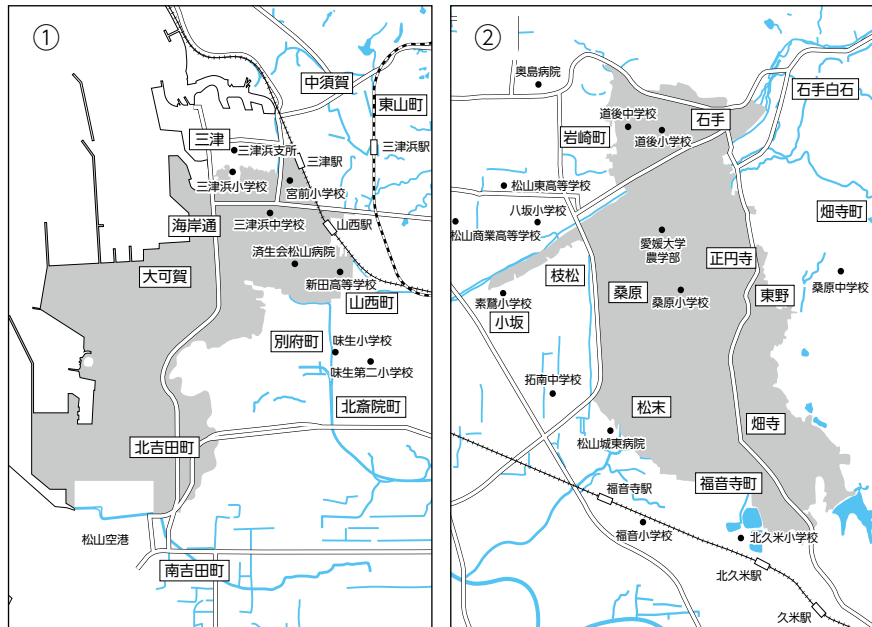 ①
中須賀
東山町
三津
三津浜支所
三津駅
三津浜駅
三津浜小学校
宮前小学校
海岸通
三津浜中学校
山西駅
済生会松山病院
大可賀
新田高等学校
山西町
別府町
味生小学校
味生第二小学校
北斎院町
北吉田町
松山空港
南吉田町
②
奥島病院
石手白石
道後中学校
石手
岩崎町
道後小学校
松山東高等学校
八坂小学校
畑寺町
松山商業高等学校
愛媛大学
農学部
正円寺
枝松
桑原
東野
桑原中学校
素鵞小学校
桑原小学校
小坂
拓南中学校
松末
畑寺
松山城東病院
福音寺町
福音寺駅
福音小学校
北久米小学校
北久米駅
久米駅